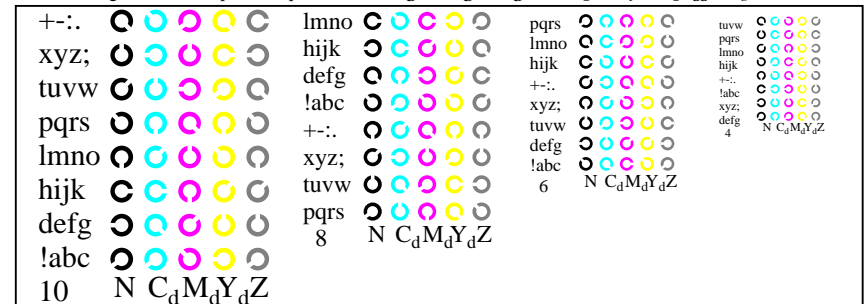 +-:.
xyz;
tuvw
pqrs
lmno
hijk
defg
!abc
10 N CdMdYdZ
lmno
hijk
defg
!abc
+-:.
xyz;
tuvw
pqrs
8 N CdMdYdZ
pqrs
lmno
hijk
+-:.
xyz;
tuvw
defg
!abc
6 N CdMdYdZ
tuvw
pqrs
lmno
hijk
+-:.
!abc
xyz;
defg
4 N CdMdYdZ